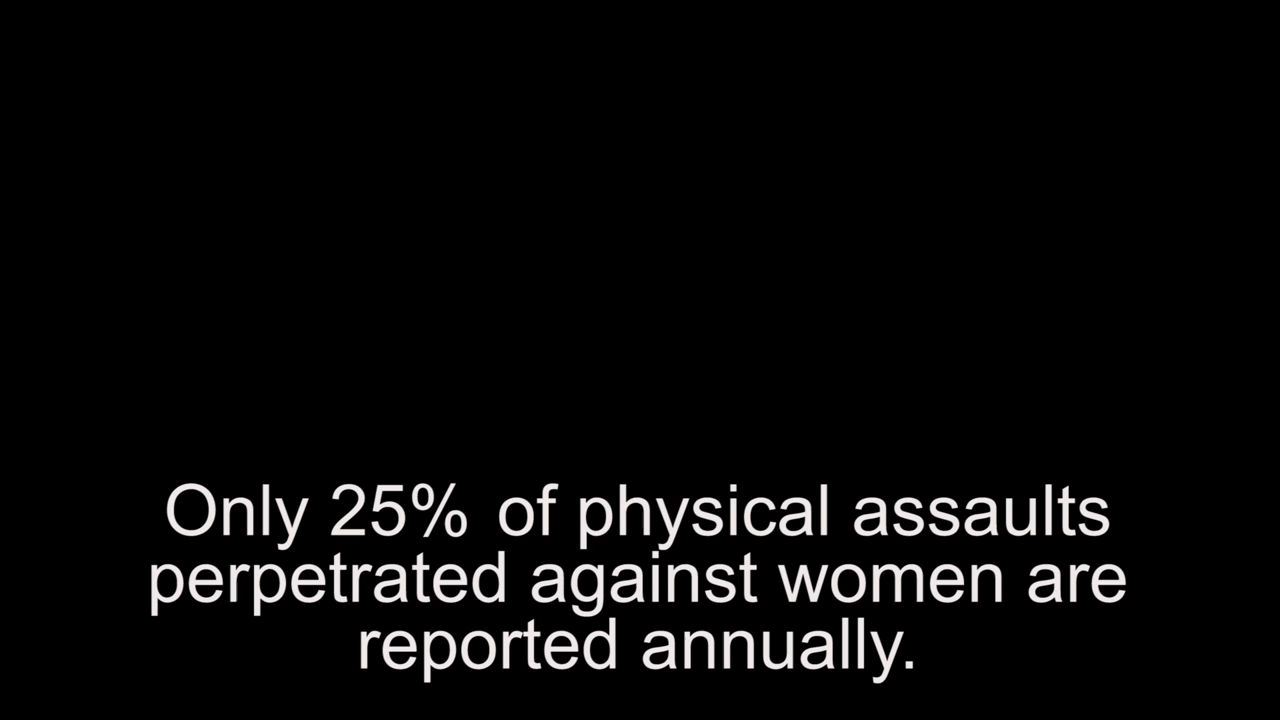 Only 25% of physical assaults
perpetrated against women are
reported annually.